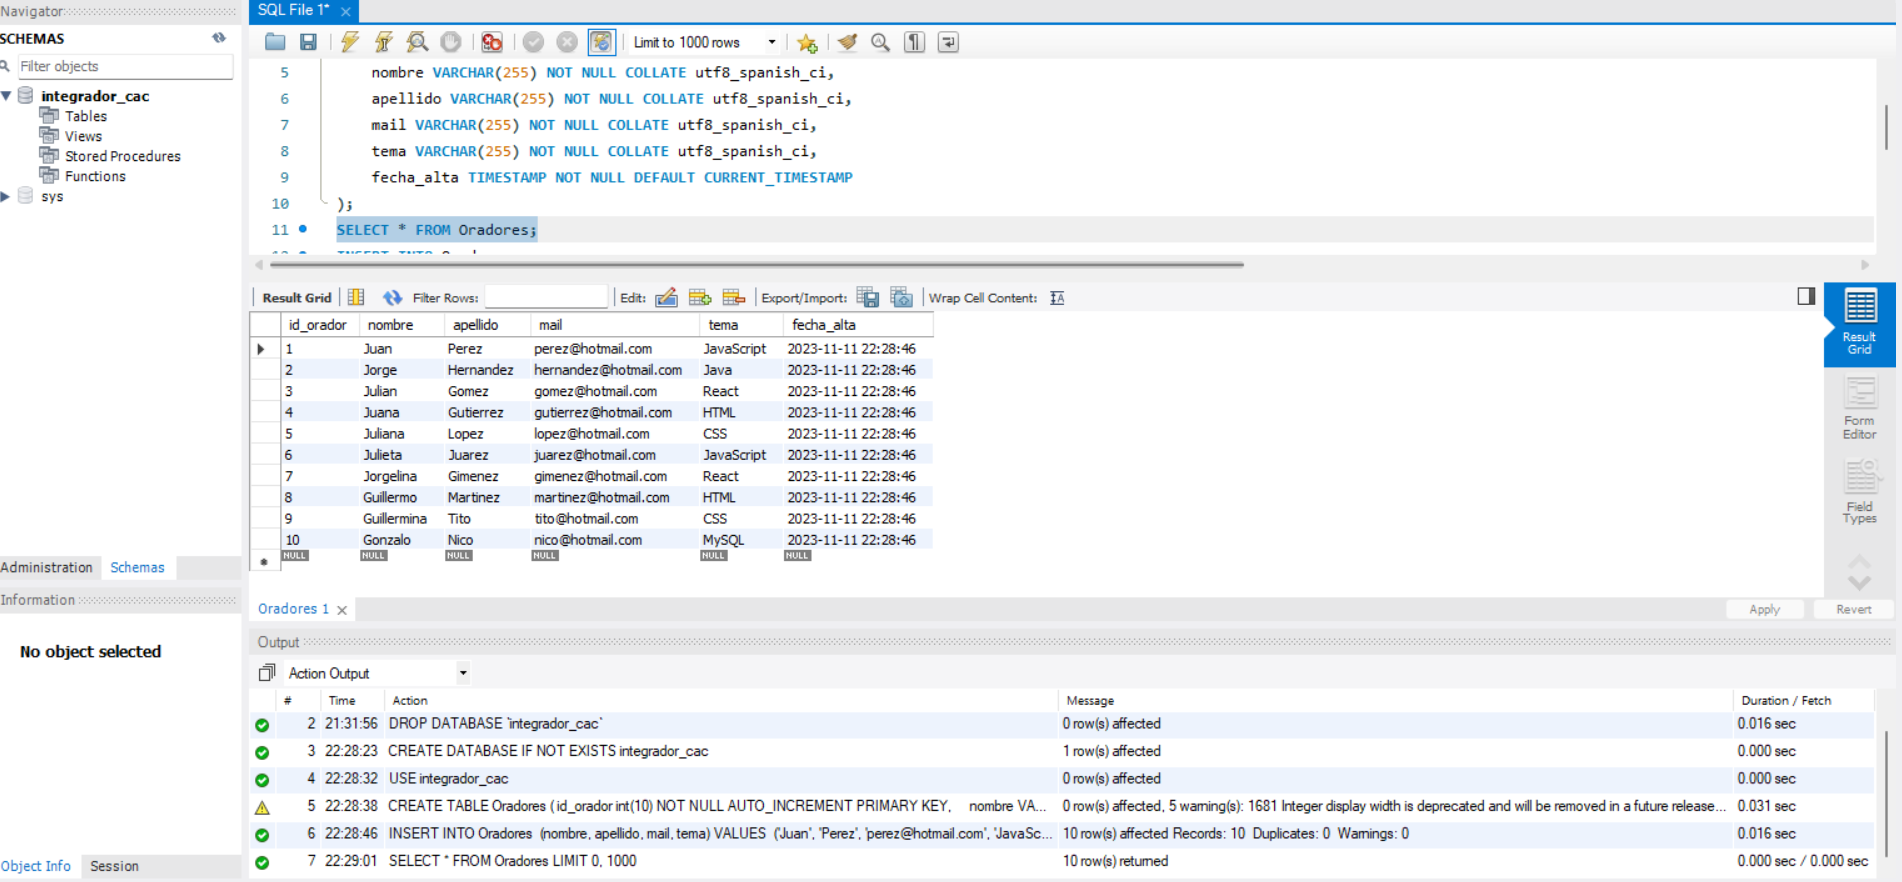 Navigator
SCHEMAS
Filter objects
integrador_cac
Tables
Views
Stored Procedures
Functions
sys
Administration Schemas
Information
No object selected
Object Info Session
SQL File 1* ×
Limit to 1000 rows
5 nombre VARCHAR(255) NOT NULL COLLATE utf8_spanish_ci,
6 apellido VARCHAR(255) NOT NULL COLLATE utf8_spanish_ci,
7 mail VARCHAR(255) NOT NULL COLLATE utf8_spanish_ci,
8 tema VARCHAR(255) NOT NULL COLLATE utf8_spanish_ci,
9 fecha_alta TIMESTAMP NOT NULL DEFAULT CURRENT_TIMESTAMP
10 );
11 SELECT * FROM Oradores;
Result Grid Filter Rows: Edit: Export/Import: Wrap Cell Content:
id_orador nombre apellido mail tema fecha_alta
1 Juan Perez perez@hotmail.com JavaScript 2023-11-11 22:28:46
2 Jorge Hernandez hernandez@hotmail.com Java 2023-11-11 22:28:46
3 Julian Gomez gomez@hotmail.com React 2023-11-11 22:28:46
4 Juana Gutierrez gutierrez@hotmail.com HTML 2023-11-11 22:28:46
5 Juliana Lopez lopez@hotmail.com CSS 2023-11-11 22:28:46
6 Julieta Juarez juarez@hotmail.com JavaScript 2023-11-11 22:28:46
7 Jorgelina Gimenez gimenez@hotmail.com React 2023-11-11 22:28:46
8 Guillermo Martinez martinez@hotmail.com HTML 2023-11-11 22:28:46
9 Guillermina Tito tito@hotmail.com CSS 2023-11-11 22:28:46
10 Gonzalo Nico nico@hotmail.com MySQL 2023-11-11 22:28:46
NULL NULL NULL NULL NULL NULL
Result
Grid
Form
Editor
Field
Types
Oradores 1 × Apply Revert
Output
Action Output
# Time Action Message Duration / Fetch
2 21:31:56 DROP DATABASE `integrador_cac` 0 row(s) affected 0.016 sec
3 22:28:23 CREATE DATABASE IF NOT EXISTS integrador_cac 1 row(s) affected 0.000 sec
4 22:28:32 USE integrador_cac 0 row(s) affected 0.000 sec
5 22:28:38 CREATE TABLE Oradores ( id_orador int(10) NOT NULL AUTO_INCREMENT PRIMARY KEY, nombre VA... 0 row(s) affected, 5 warning(s): 1681 Integer display width is deprecated and will be removed in a future release... 0.031 sec
6 22:28:46 INSERT INTO Oradores (nombre, apellido, mail, tema) VALUES ('Juan', 'Perez', 'perez@hotmail.com', 'JavaSc... 10 row(s) affected Records: 10 Duplicates: 0 Warnings: 0 0.016 sec
7 22:29:01 SELECT * FROM Oradores LIMIT 0, 1000 10 row(s) returned 0.000 sec / 0.000 sec